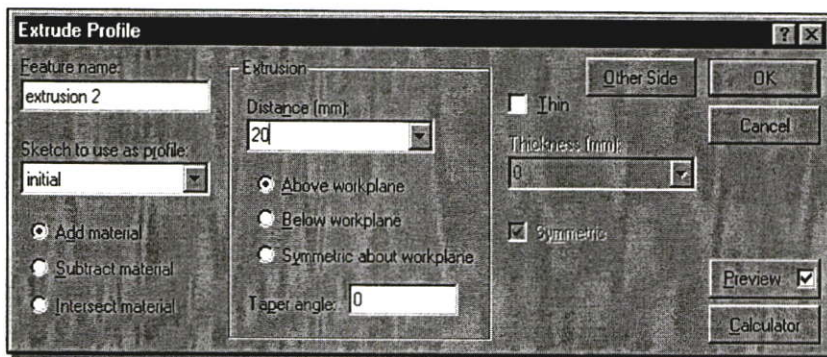 Extrude Profile
Feature name:
extrusion 2
Sketch to use as profile:
initial
Add material
Subtract material
Intersect material
Extrusion
Distance (mm):
20
Above workplane
Below workplane
Symmetric about workplane
Taper angle: 0
Other Side
Thin
Thickness (mm):
0
Symmetric
OK
Cancel
Preview
Calculator